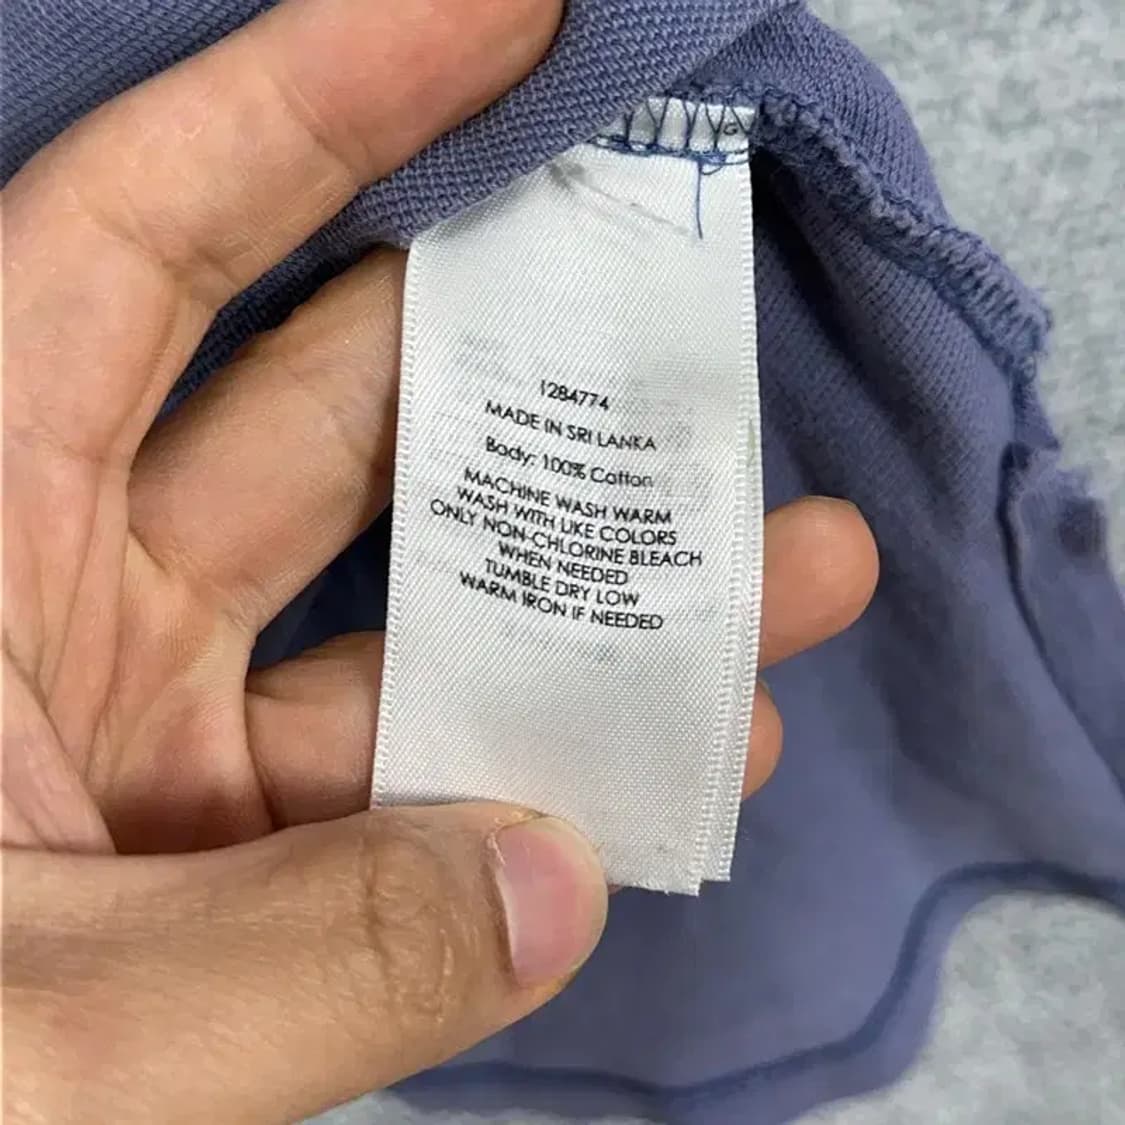 1284774
MADE IN SRI LANKA
Body: 100% Cotton
MACHINE WASH WARM
WASH WITH LIKE COLORS
ONLY NON-CHLORINE BLEACH
WHEN NEEDED
TUMBLE DRY LOW
WARM IRON IF NEEDED